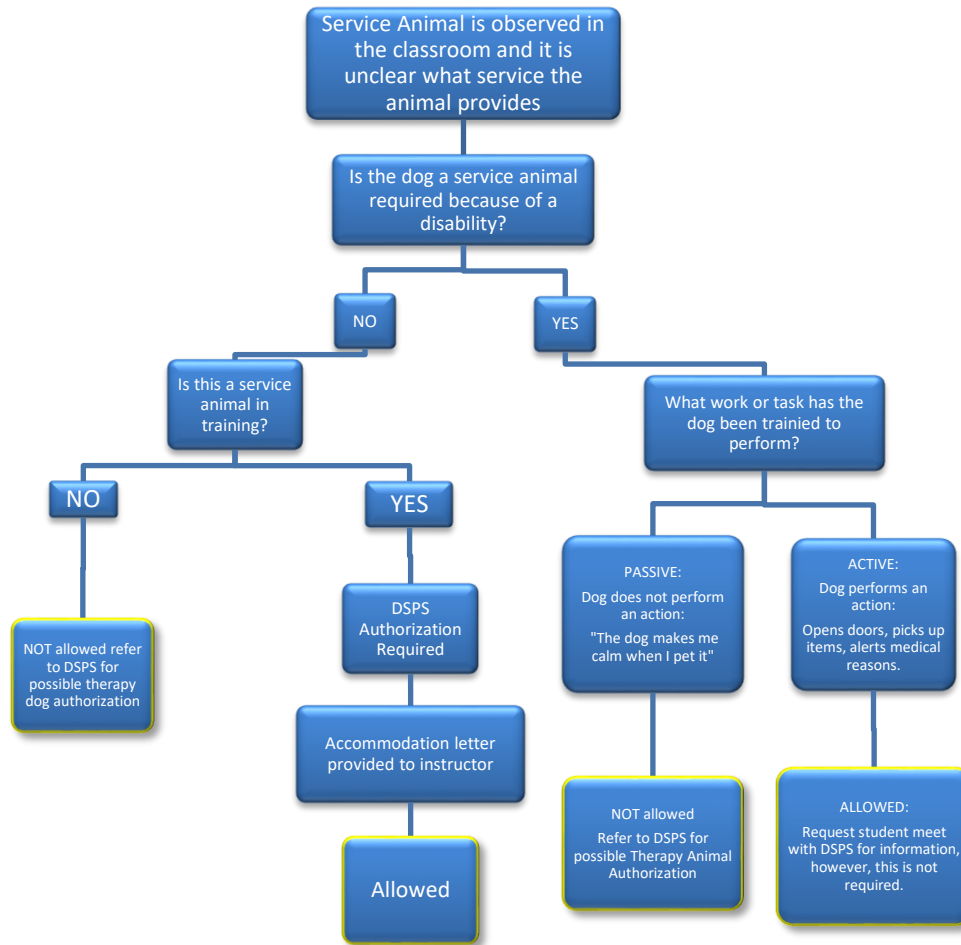 Service Animal is observed in
the classroom and it is
unclear what service the
animal provides
Is the dog a service animal
required because of a
disability?
NO
YES
Is this a service
animal in
training?
What work or task has the
dog been trainied to
perform?
NO
YES
PASSIVE:
Dog does not perform
an action:
"The dog makes me
calm when I pet it"
ACTIVE:
Dog performs an
action:
Opens doors, picks up
items, alerts medical
reasons.
DSPS
Authorization
Required
NOT allowed refer
to DSPS for
possible therapy
dog authorization
Accommodation letter
provided to instructor
NOT allowed
Refer to DSPS for
possible Therapy Animal
Authorization
ALLOWED:
Request student meet
with DSPS for information,
however, this is not
required.
Allowed